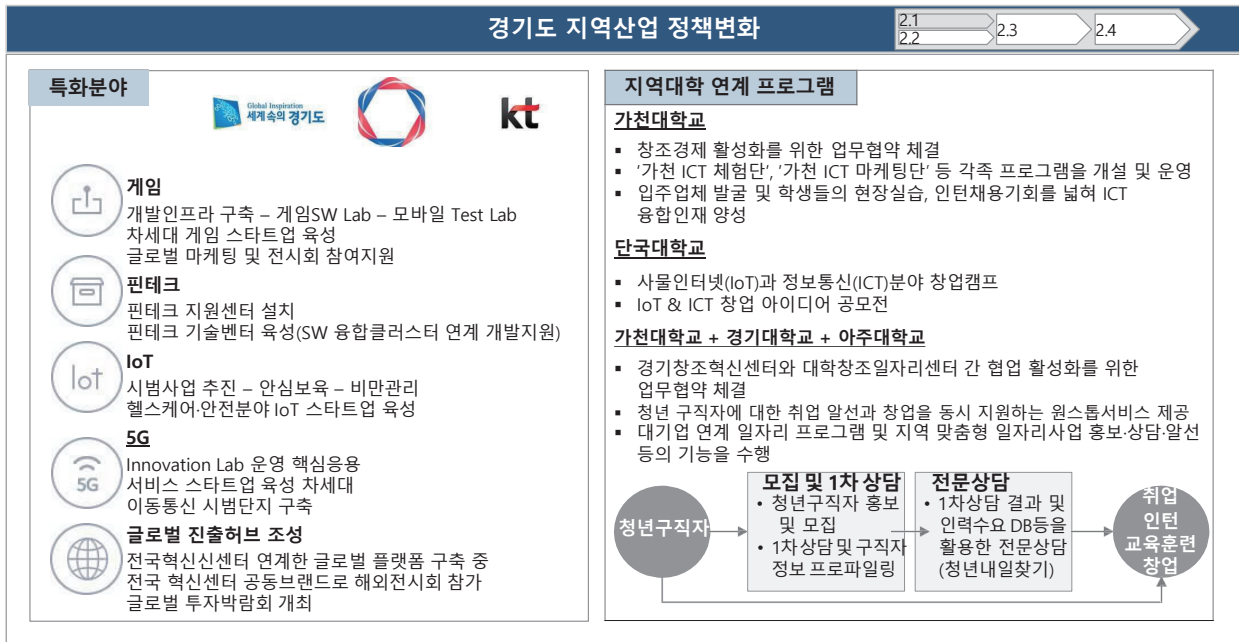 경기도 지역산업 정책변화
2.1
2.2
2.3
2.4
특화분야
Global Inspiration
세계속의 경기도
kt
게임
개발인프라 구축 – 게임SW Lab – 모바일 Test Lab
차세대 게임 스타트업 육성
글로벌 마케팅 및 전시회 참여지원
핀테크
핀테크 지원센터 설치
핀테크 기술벤터 육성(SW 융합클러스터 연계 개발지원)
IoT
IoT
시범사업 추진 – 안심보육 – 비만관리
헬스케어·안전분야 IoT 스타트업 육성
5G
5G
Innovation Lab 운영 핵심응용
서비스 스타트업 육성 차세대
이동통신 시범단지 구축
글로벌 진출허브 조성
전국혁신신센터 연계한 글로벌 플랫폼 구축 중
전국 혁신센터 공동브랜드로 해외전시회 참가
글로벌 투자박람회 개최
지역대학 연계 프로그램
가천대학교
▪ 창조경제 활성화를 위한 업무협약 체결
▪ '가천 ICT 체험단', '가천 ICT 마케팅단' 등 각족 프로그램을 개설 및 운영
▪ 입주업체 발굴 및 학생들의 현장실습, 인턴채용기회를 넓혀 ICT
융합인재 양성
단국대학교
▪ 사물인터넷(IoT)과 정보통신(ICT)분야 창업캠프
▪ IoT & ICT 창업 아이디어 공모전
가천대학교 + 경기대학교 + 아주대학교
▪ 경기창조혁신센터와 대학창조일자리센터 간 협업 활성화를 위한
업무협약 체결
▪ 청년 구직자에 대한 취업 알선과 창업을 동시 지원하는 원스톱서비스 제공
▪ 대기업 연계 일자리 프로그램 및 지역 맞춤형 일자리사업 홍보·상담·알선
등의 기능을 수행
청년구직자
모집 및 1차 상담
• 청년구직자 홍보
및 모집
• 1차상담 및 구직자
정보 프로파일링
전문상담
• 1차상담 결과 및
인력수요 DB등을
활용한 전문상담
(청년내일찾기)
취업
인턴
교육훈련
창업